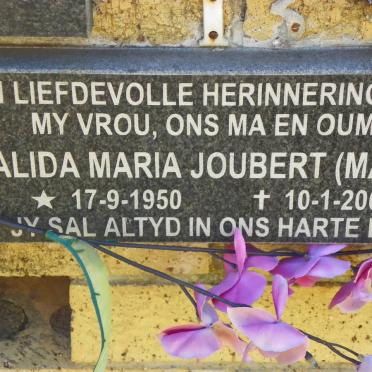 LIEFDEVOLLE HERINNERING
MY VROU, ONS MA EN OUM
ALIDA MARIA JOUBERT (MA
★ 17-9-1950 † 10-1-200
JY SAL ALTYD IN ONS HARTE